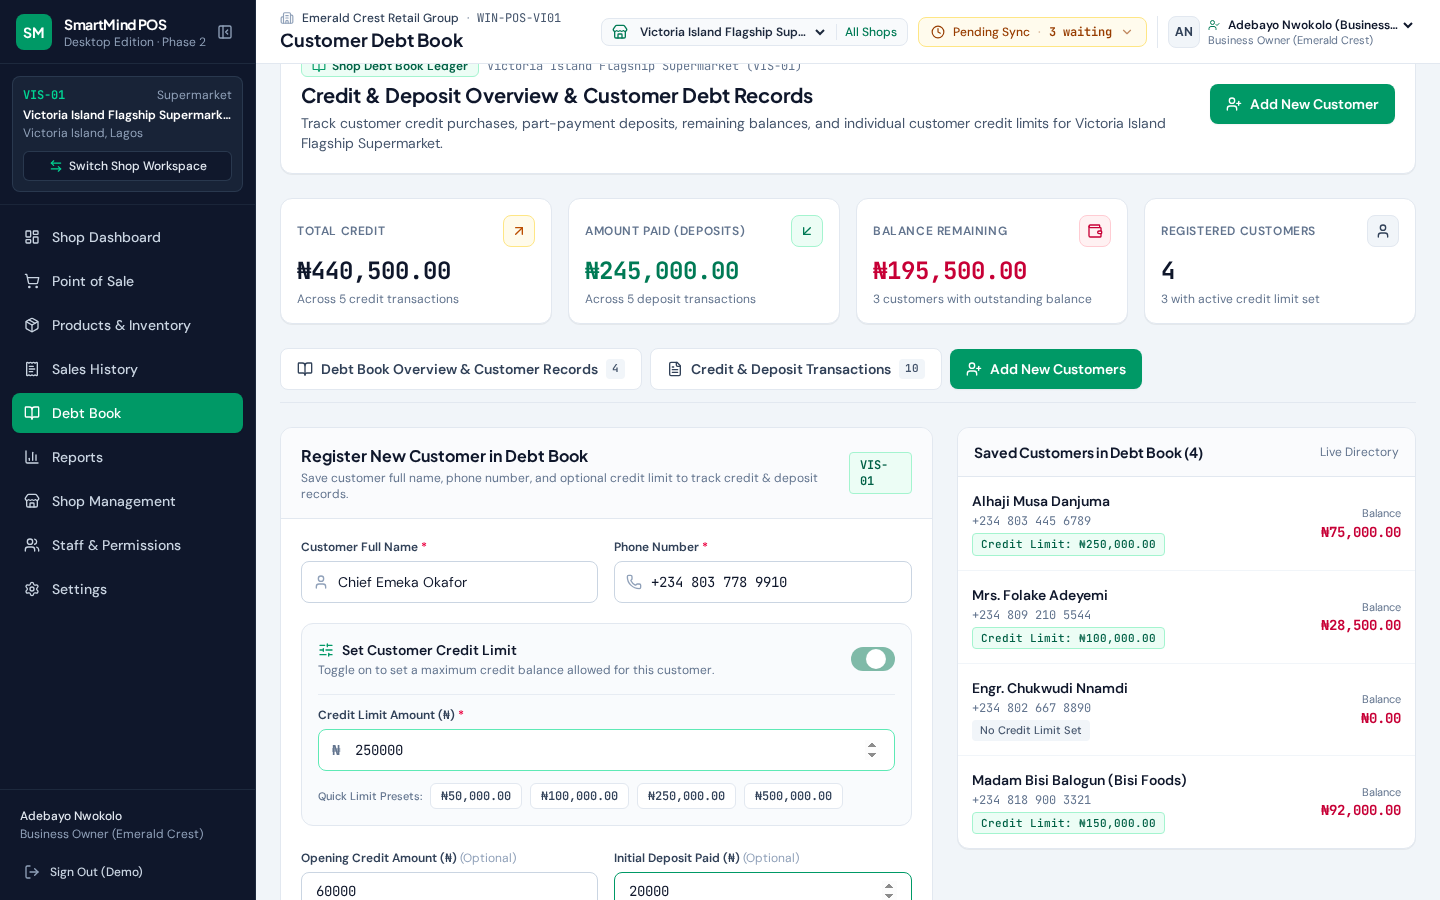 SM
SmartMind POS
Desktop Edition · Phase 2
VIS-01
Supermarket
Victoria Island Flagship Supermark...
Victoria Island, Lagos
Switch Shop Workspace
Shop Dashboard
Point of Sale
Products & Inventory
Sales History
Debt Book
Reports
Shop Management
Staff & Permissions
Settings
Adebayo Nwokolo
Business Owner (Emerald Crest)
Sign Out (Demo)
Emerald Crest Retail Group · WIN-POS-VI01
Customer Debt Book
Victoria Island Flagship Sup...
All Shops
Pending Sync · 3 waiting
AN
Adebayo Nwokolo (Business...
Business Owner (Emerald Crest)
Shop Debt Book Ledger
Victoria Island Flagship Supermarket (VIS-01)
Credit & Deposit Overview & Customer Debt Records
Track customer credit purchases, part-payment deposits, remaining balances, and individual customer credit limits for Victoria Island
Flagship Supermarket.
Add New Customer
TOTAL CREDIT
₦440,500.00
Across 5 credit transactions
AMOUNT PAID (DEPOSITS)
₦245,000.00
Across 5 deposit transactions
BALANCE REMAINING
₦195,500.00
3 customers with outstanding balance
REGISTERED CUSTOMERS
4
3 with active credit limit set
Debt Book Overview & Customer Records 4
Credit & Deposit Transactions 10
Add New Customers
Register New Customer in Debt Book
Save customer full name, phone number, and optional credit limit to track credit & deposit
records.
VIS-
01
Customer Full Name *
Chief Emeka Okafor
Phone Number *
+234 803 778 9910
Set Customer Credit Limit
Toggle on to set a maximum credit balance allowed for this customer.
Credit Limit Amount (₦) *
₦ 250000
Quick Limit Presets: ₦50,000.00 ₦100,000.00 ₦250,000.00 ₦500,000.00
Opening Credit Amount (₦) (Optional)
60000
Initial Deposit Paid (₦) (Optional)
20000
Saved Customers in Debt Book (4)
Live Directory
Alhaji Musa Danjuma
+234 803 445 6789
Credit Limit: ₦250,000.00
Balance
₦75,000.00
Mrs. Folake Adeyemi
+234 809 210 5544
Credit Limit: ₦100,000.00
Balance
₦28,500.00
Engr. Chukwudi Nnamdi
+234 802 667 8890
No Credit Limit Set
Balance
₦0.00
Madam Bisi Balogun (Bisi Foods)
+234 818 900 3321
Credit Limit: ₦150,000.00
Balance
₦92,000.00